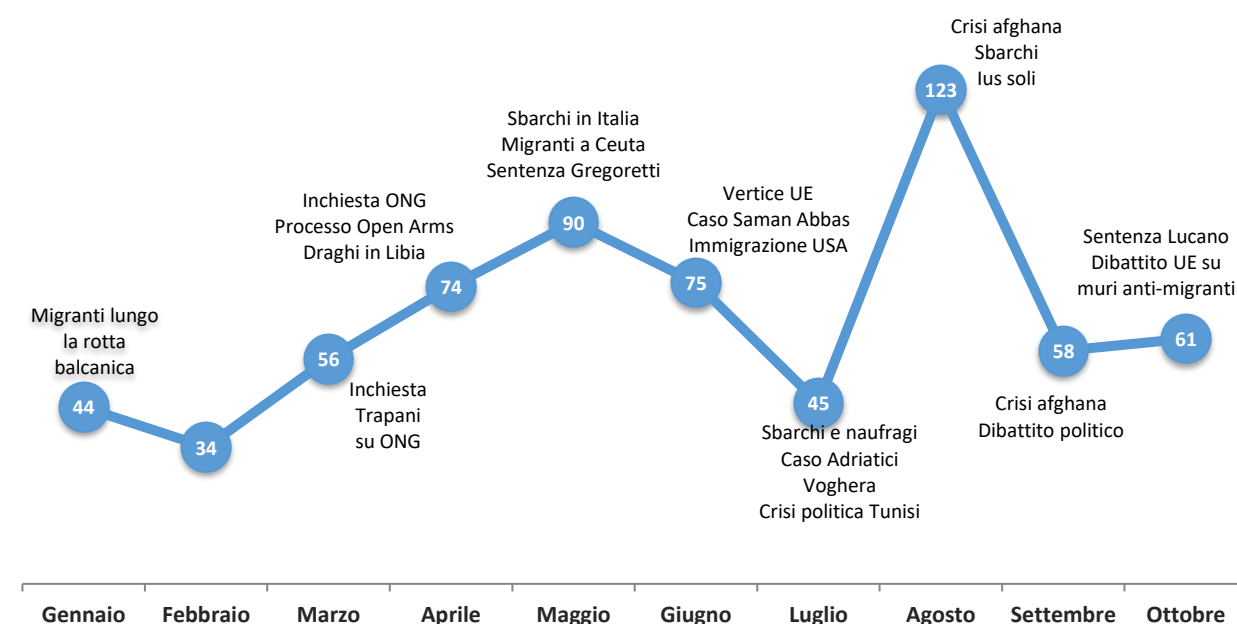 Crisi afghana
Sbarchi
Ius soli
123
Sbarchi in Italia
Migranti a Ceuta
Sentenza Gregoretti
90
Inchiesta ONG
Processo Open Arms
Draghi in Libia
74
Vertice UE
Caso Saman Abbas
Immigrazione USA
75
Sentenza Lucano
Dibattito UE su
muri anti-migranti
61
Migranti lungo
la rotta
balcanica
44
34
56
Inchiesta
Trapani
su ONG
45
Sbarchi e naufragi
Caso Adriatici
Voghera
Crisi politica Tunisi
58
Crisi afghana
Dibattito politico
Gennaio Febbraio Marzo Aprile Maggio Giugno Luglio Agosto Settembre Ottobre